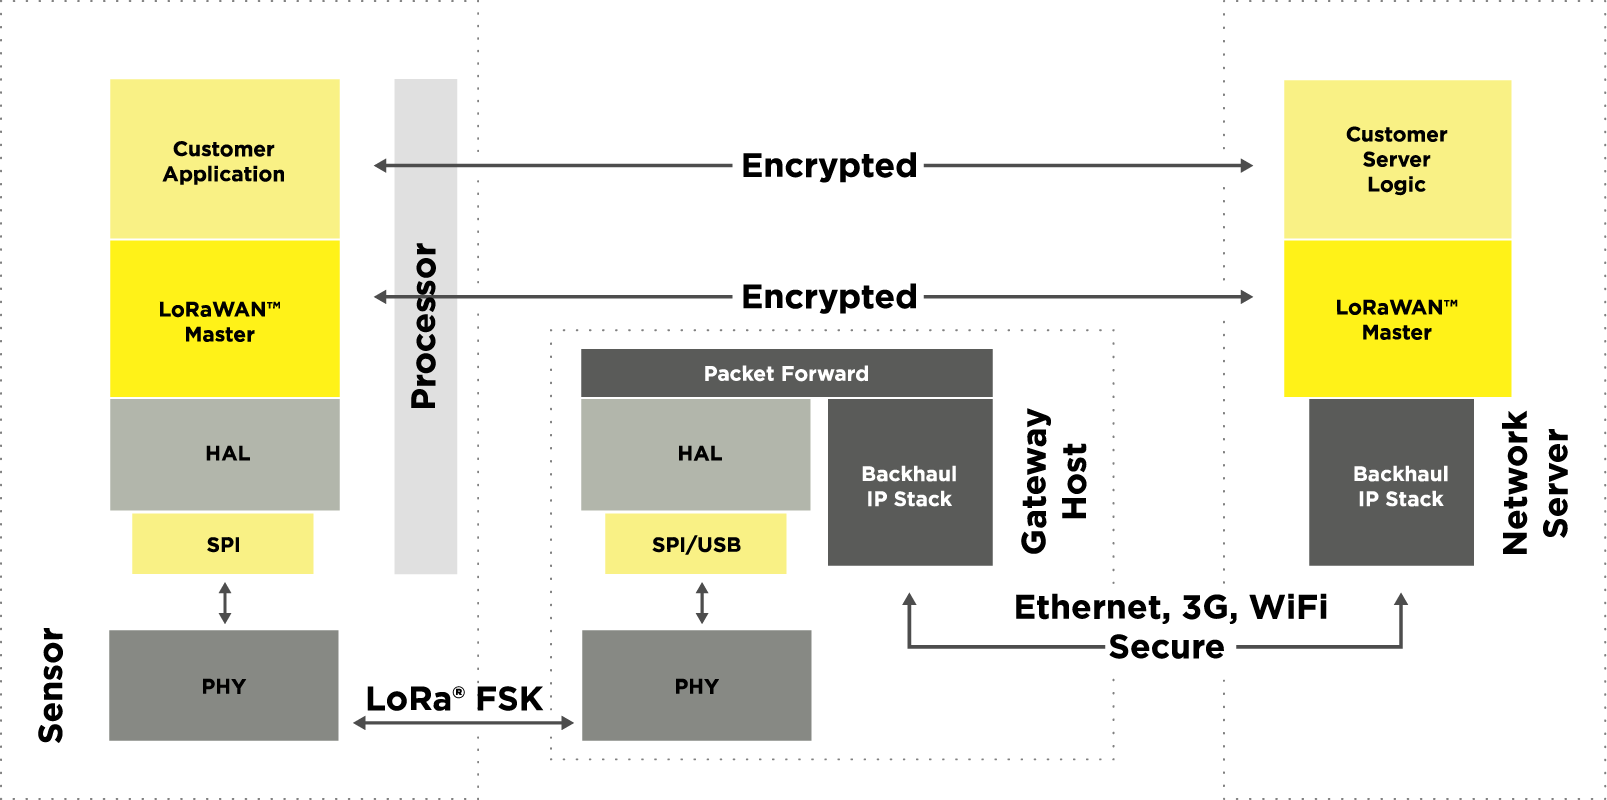 Customer
Application
LoRaWAN™
Master
HAL
SPI
PHY
Sensor
Processor
Encrypted
Encrypted
LoRa® FSK
Packet Forward
HAL
SPI/USB
PHY
Backhaul
IP Stack
Gateway
Host
Ethernet, 3G, WiFi
Secure
Customer
Server
Logic
LoRaWAN™
Master
Backhaul
IP Stack
Network
Server